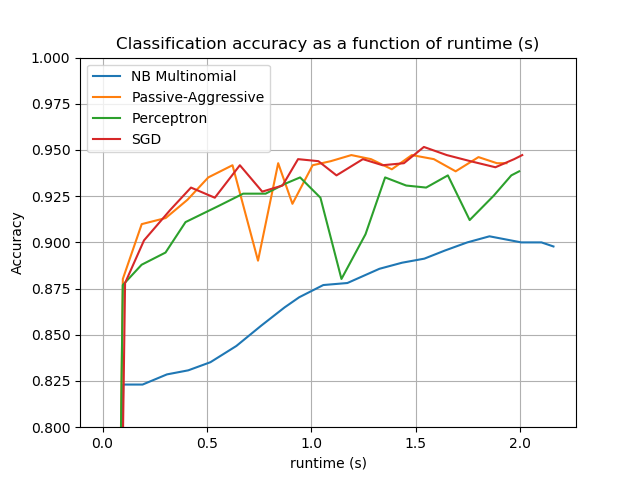 Classification accuracy as a function of runtime (s)
NB Multinomial
Passive-Aggressive
Perceptron
SGD
Accuracy
1.000
0.975
0.950
0.925
0.900
0.875
0.850
0.825
0.800
0.0 0.5 1.0 1.5 2.0
runtime (s)